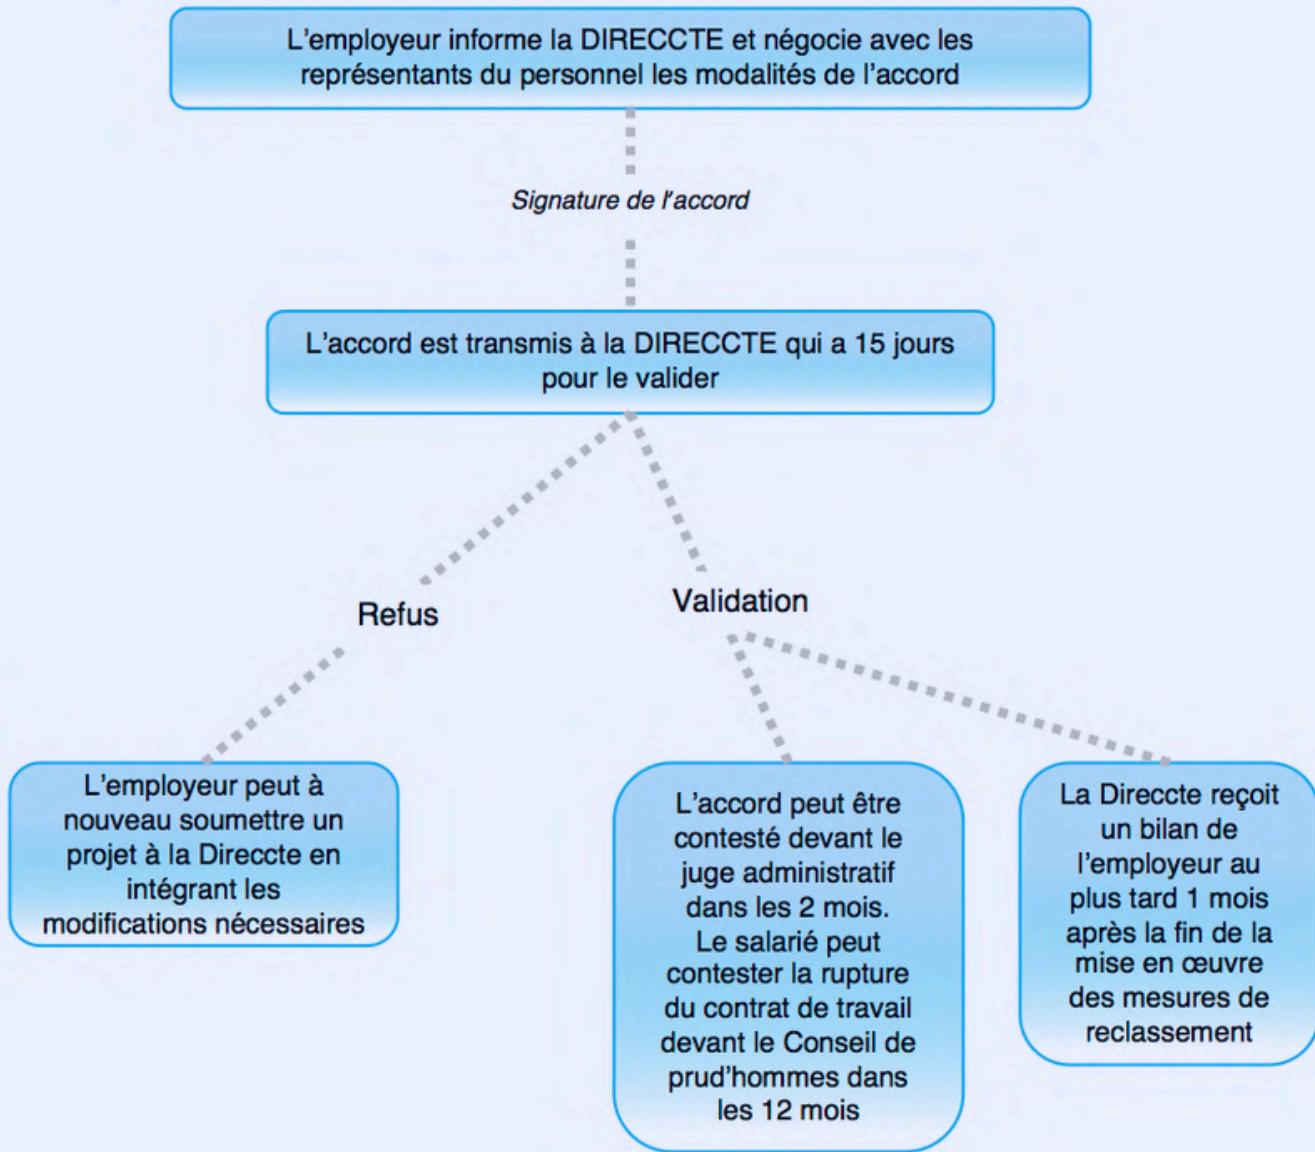 L'employeur informe la DIRECCTE et négocie avec les
représentants du personnel les modalités de l'accord
Signature de l'accord
L'accord est transmis à la DIRECCTE qui a 15 jours
pour le valider
Refus
Validation
L'employeur peut à
nouveau soumettre un
projet à la Direccte en
intégrant les
modifications nécessaires
L'accord peut être
contesté devant le
juge administratif
dans les 2 mois.
Le salarié peut
contester la rupture
du contrat de travail
devant le Conseil de
prud'hommes dans
les 12 mois
La Direccte reçoit
un bilan de
l'employeur au
plus tard 1 mois
après la fin de la
mise en œuvre
des mesures de
reclassement